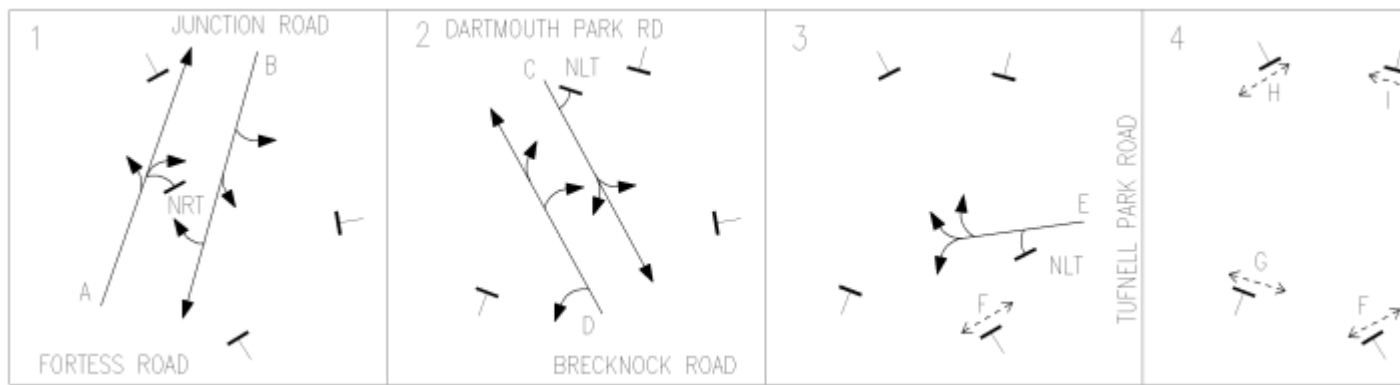 1
JUNCTION ROAD
B
NRT
A
FORTESS ROAD
2
DARTMOUTH PARK RD
C
NLT
D
BRECKNOCK ROAD
3
E
NLT
F
TUFNELL PARK ROAD
4
H
I
G
F